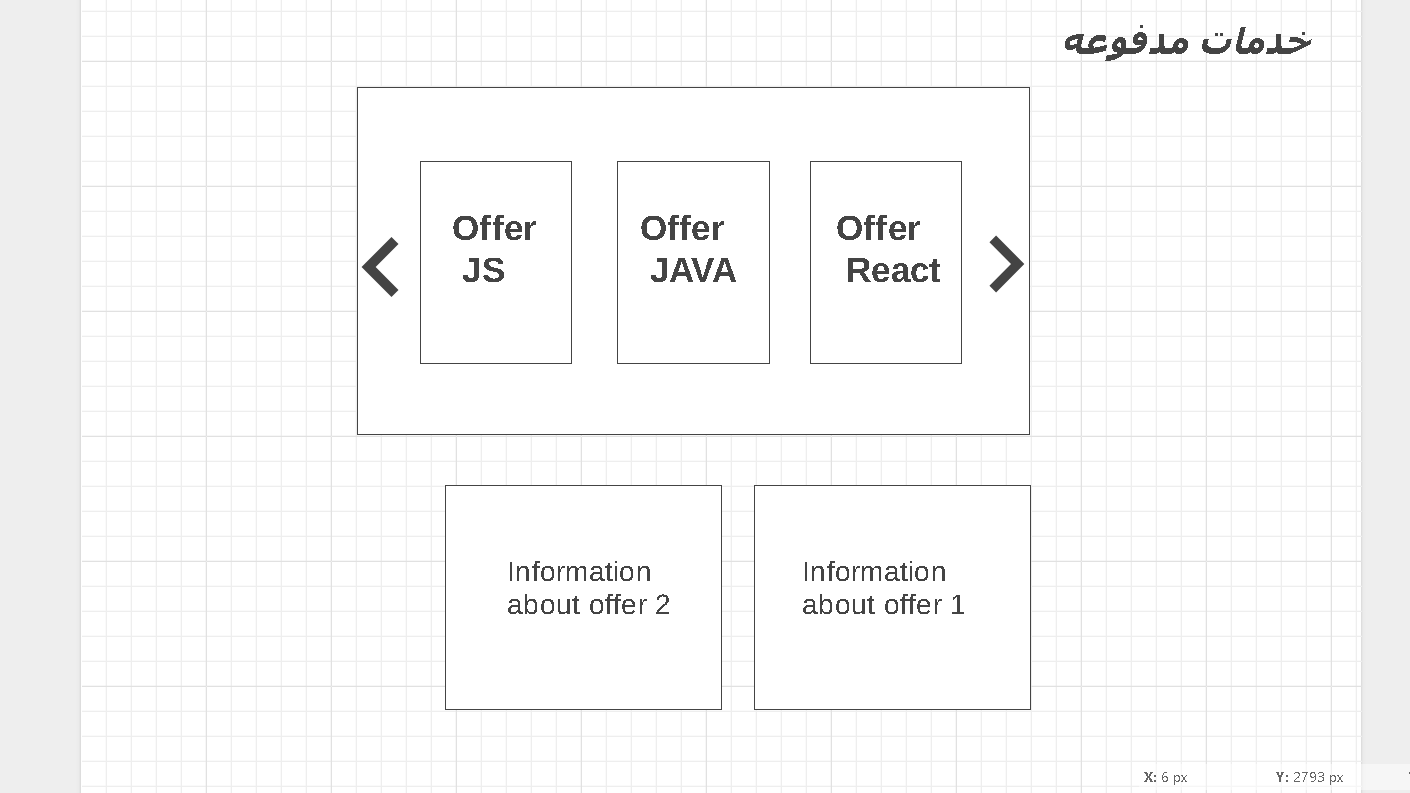 خدمات مدفوعه
Offer
JS
Offer
JAVA
Offer
React
Information
about offer 2
Information
about offer 1
X: 6 px
Y: 2793 px